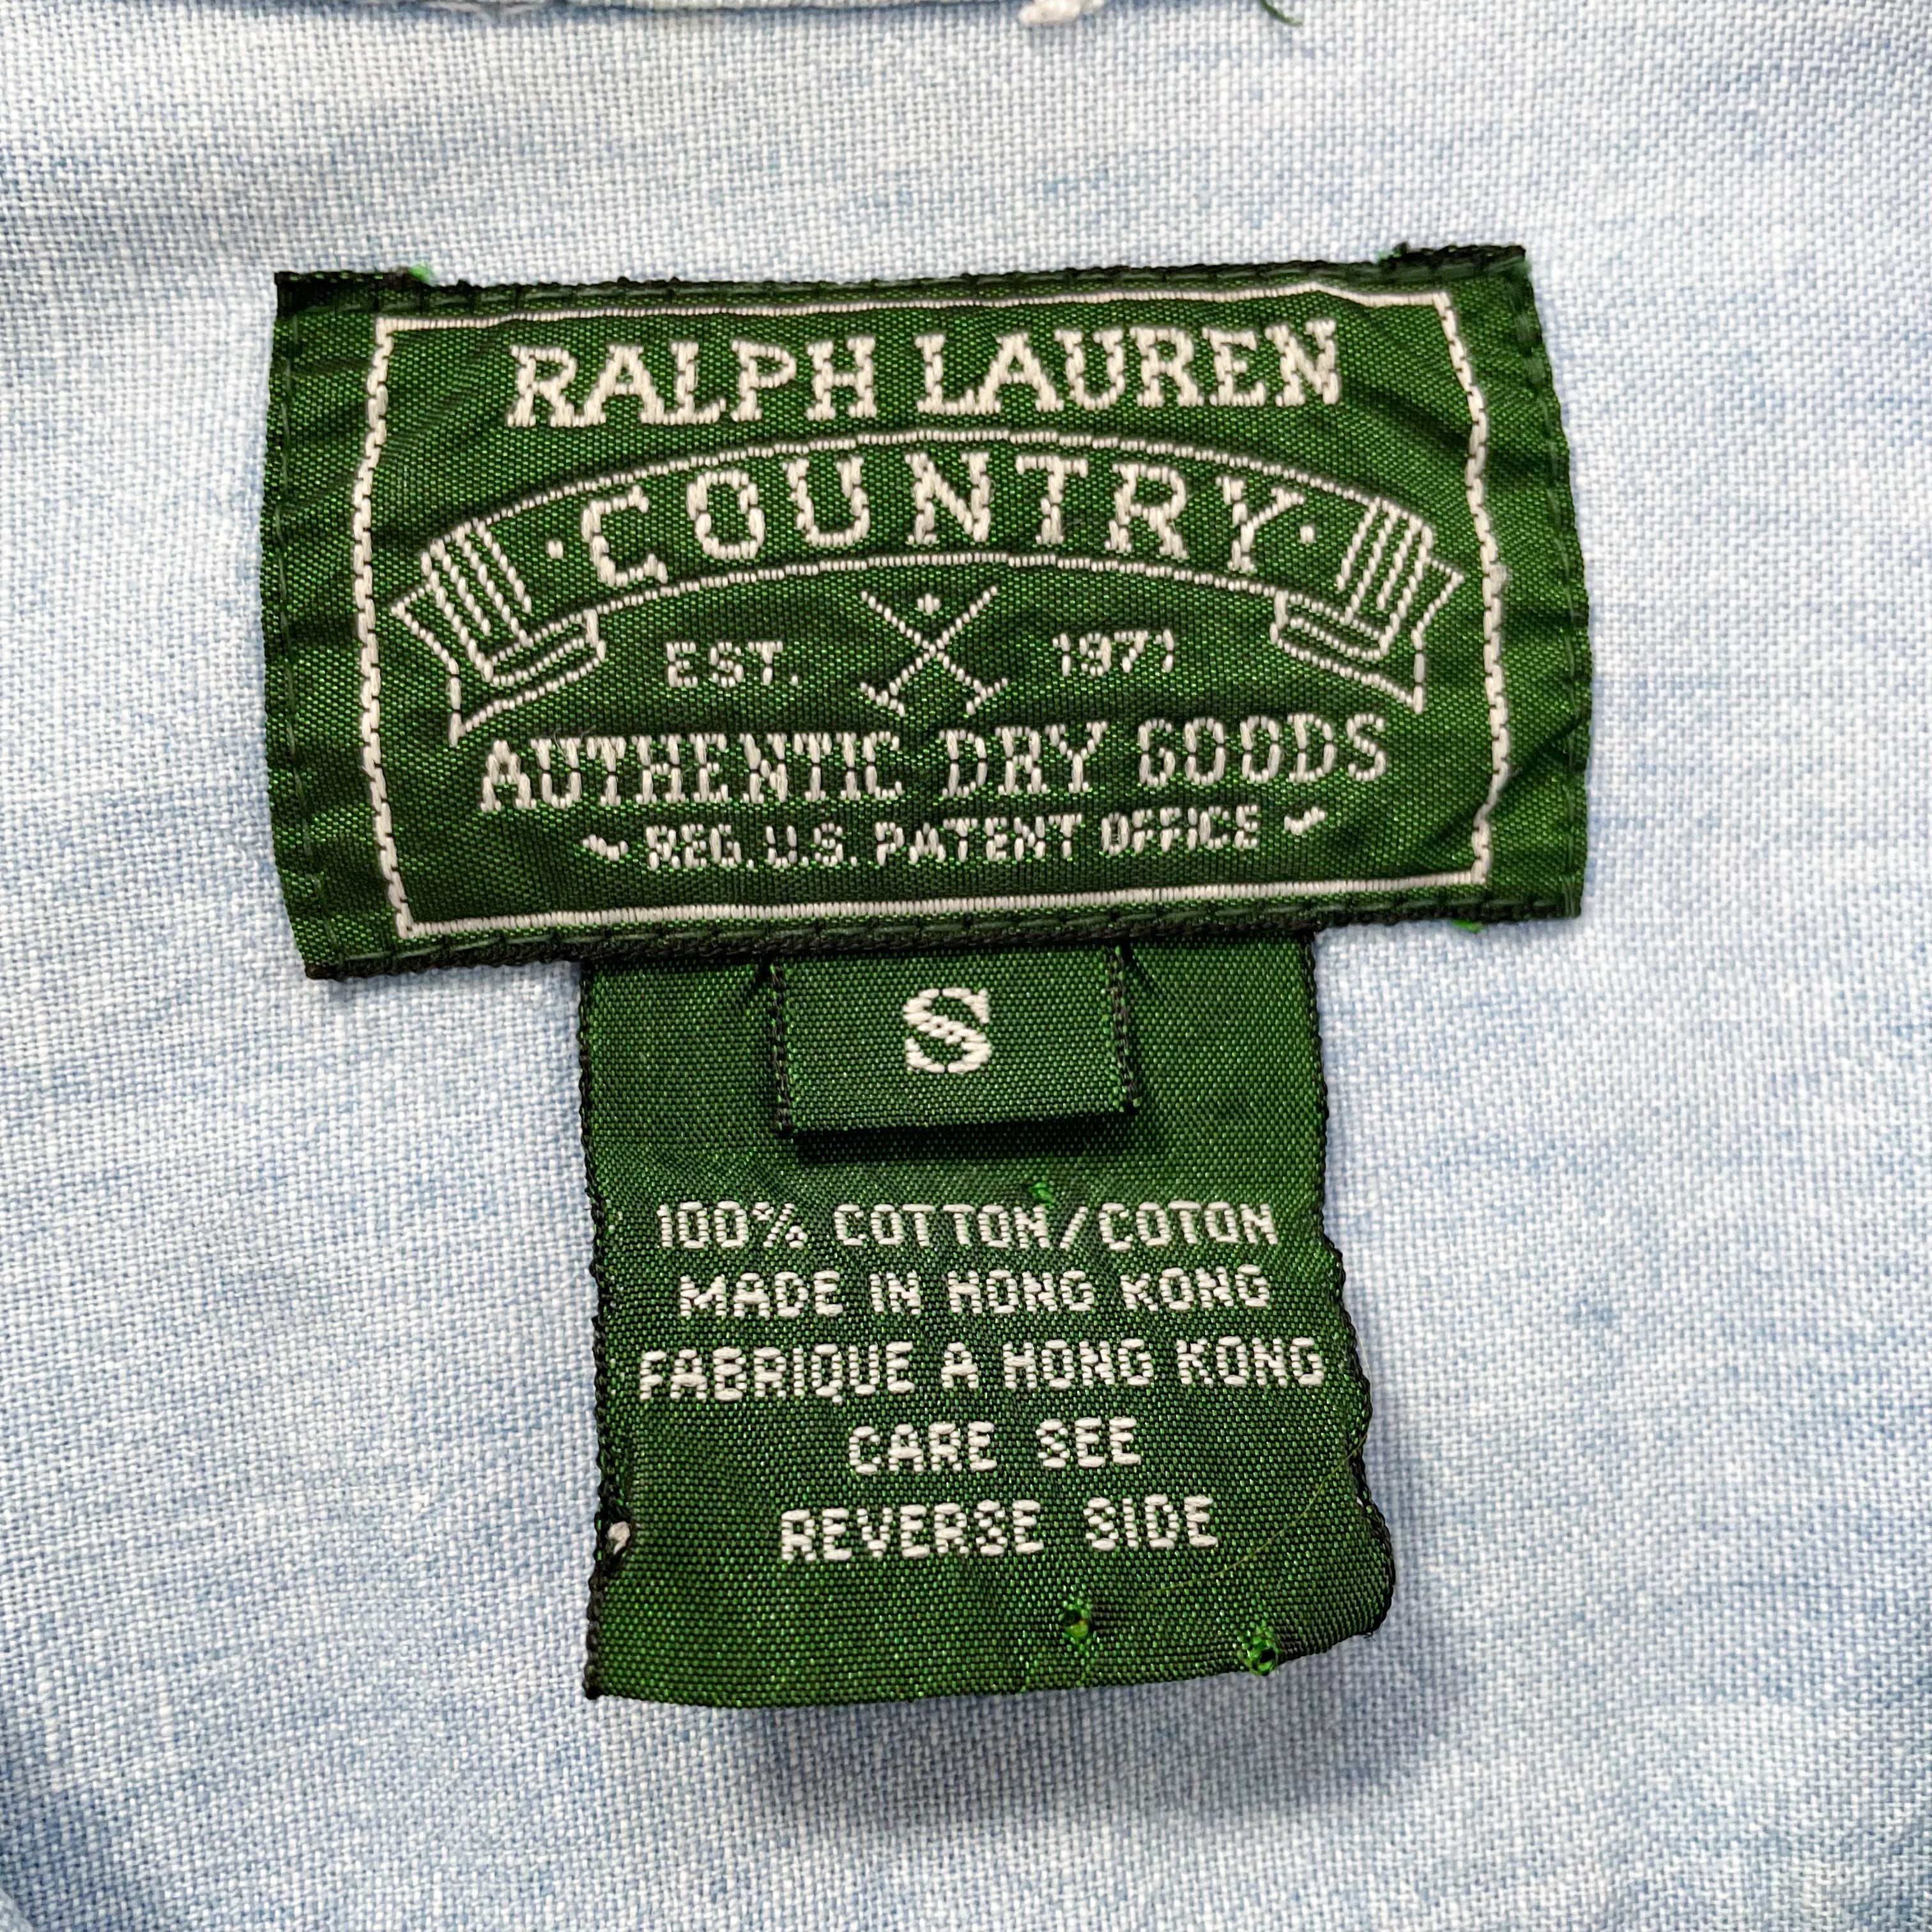 RALPH LAUREN
· COUNTRY ·
EST. 1971
AUTHENTIC DRY GOODS
REG. U.S. PATENT OFFICE
S
100% COTTON/COTON
MADE IN HONG KONG
FABRIQUE A HONG KONG
CARE SEE
REVERSE SIDE